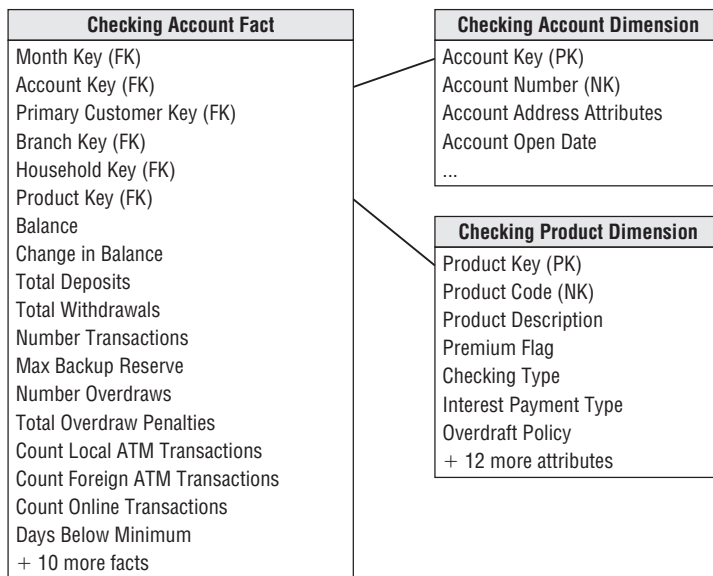 Checking Account Fact
Month Key (FK)
Account Key (FK)
Primary Customer Key (FK)
Branch Key (FK)
Household Key (FK)
Product Key (FK)
Balance
Change in Balance
Total Deposits
Total Withdrawals
Number Transactions
Max Backup Reserve
Number Overdraws
Total Overdraw Penalties
Count Local ATM Transactions
Count Foreign ATM Transactions
Count Online Transactions
Days Below Minimum
+ 10 more facts
Checking Account Dimension
Account Key (PK)
Account Number (NK)
Account Address Attributes
Account Open Date
...
Checking Product Dimension
Product Key (PK)
Product Code (NK)
Product Description
Premium Flag
Checking Type
Interest Payment Type
Overdraft Policy
+ 12 more attributes